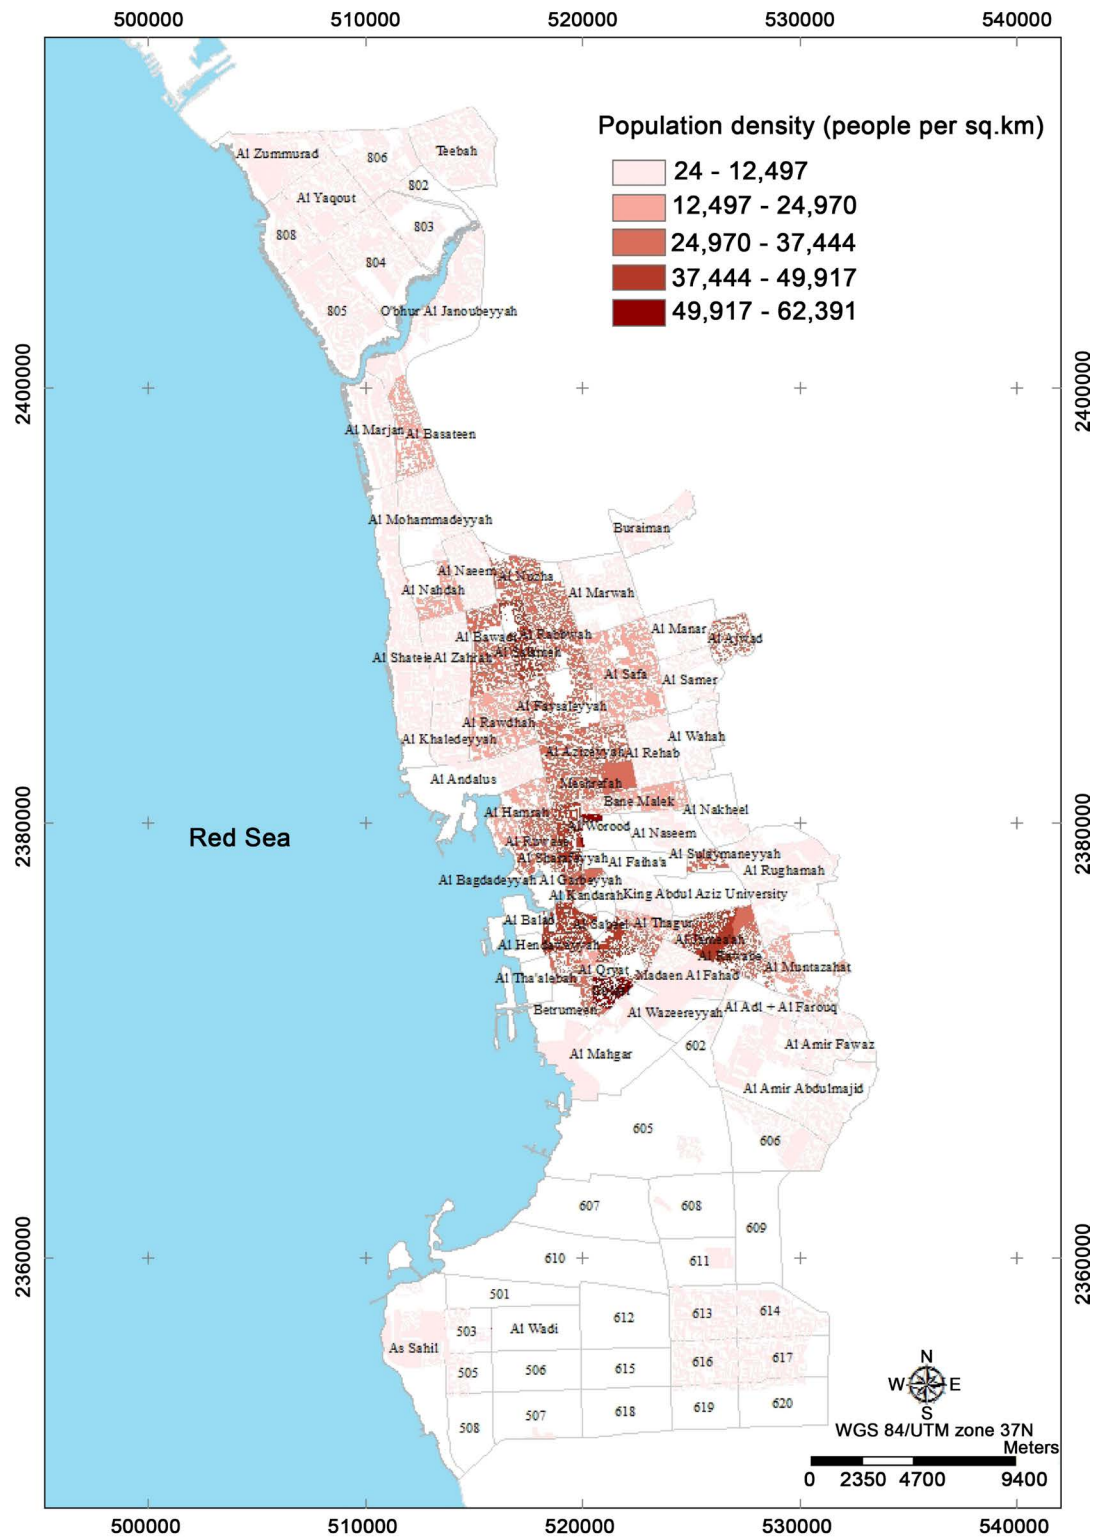 500000 510000 520000 530000 540000
Population density (people per sq.km)
24 - 12,497
12,497 - 24,970
24,970 - 37,444
37,444 - 49,917
49,917 - 62,391
Al Zummurad
806
Teebah
802
Al Yaqout
803
808
804
805
O'bhur Al Janoubeyyah
2400000
2400000
Al Marjan
Al Basateen
Al Mohammadeyyah
Buraiman
Al Naeem
Al Nuzha
Al Nahdah
Al Marwah
Al Manar
Al Ajwad
Al Rabwah
Al Shateie
Al Zahrah
Al Safa
Al Samer
Al Faysaleyyah
Al Rawdhah
Al Khaledeyyah
Al Wahah
Al Azizeyyah
Al Rehab
Al Andalus
Meshrefah
Bane Malek
Al Nakheel
Al Hamrah
Al Worood
Al Naseem
2380000
2380000
Red Sea
Al Faiha'a
Al Sulaymaneyyah
Al Rughamah
Al Bagdadeyyah Al Garbeyyah
Al Kandarah
King Abdul Aziz University
Al Balad
Al Sabeel
Al Thagur
Al Jamea'ah
Al Rawabe
Al Muntazahat
Al Qryat
Al Tha'alebah
Madaen Al Fahad
Betrumeen
Al Wazeereyyah
Al Adl + Al Farouq
Al Mahgar
602
Al Amir Fawaz
Al Amir Abdulmajid
605
606
607
608
609
610
611
2360000
2360000
501
612
613
614
503
Al Wadi
As Sahil
505
506
615
616
617
508
507
618
619
620
N
W E
S
WGS 84/UTM zone 37N
Meters
0 2350 4700 9400
500000 510000 520000 530000 540000